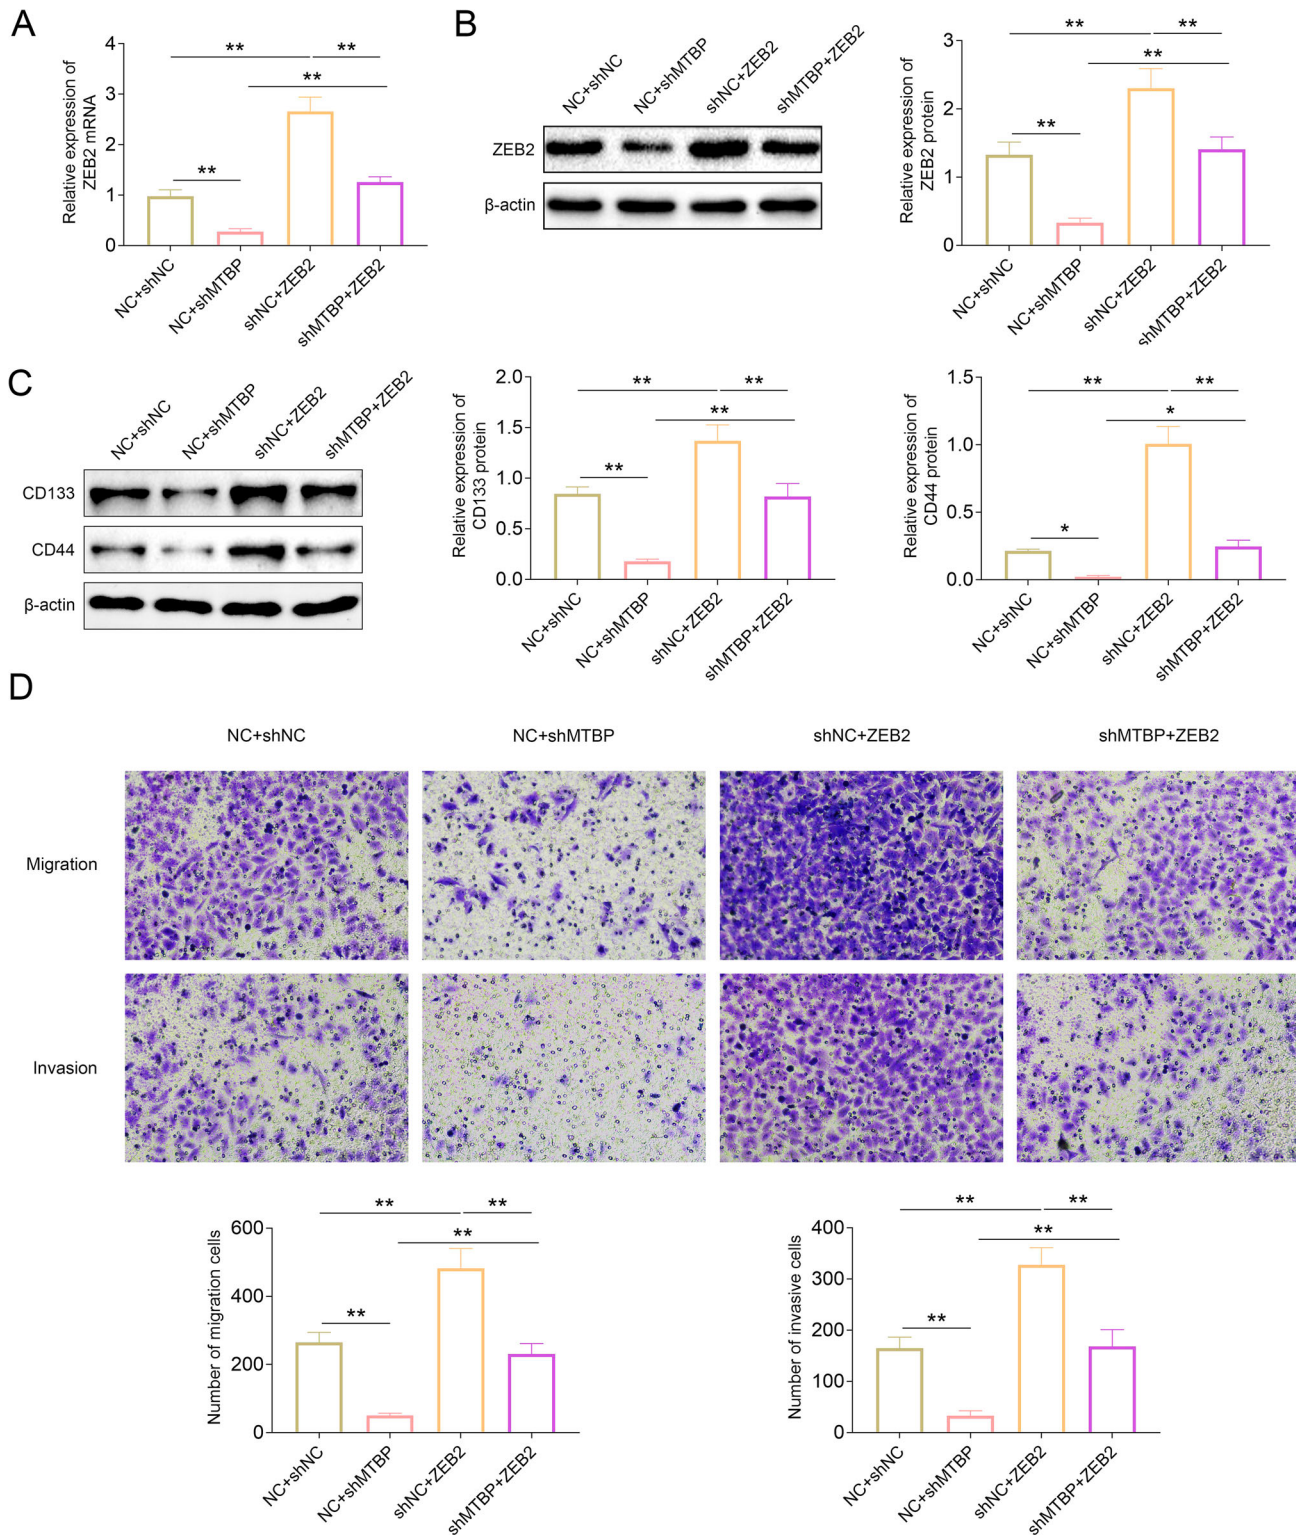 A
Relative expression of
ZEB2 mRNA
4
3
2
1
0
**
**
**
**
NC+shNC
NC+shMTBP
shNC+ZEB2
shMTBP+ZEB2
B
NC+shNC
NC+shMTBP
shNC+ZEB2
shMTBP+ZEB2
ZEB2
β-actin
Relative expression of
ZEB2 protein
3
2
1
0
**
**
**
**
NC+shNC
NC+shMTBP
shNC+ZEB2
shMTBP+ZEB2
C
NC+shNC
NC+shMTBP
shNC+ZEB2
shMTBP+ZEB2
CD133
CD44
β-actin
Relative expression of
CD133 protein
2.0
1.5
1.0
0.5
0.0
**
**
**
**
NC+shNC
NC+shMTBP
shNC+ZEB2
shMTBP+ZEB2
Relative expression of
CD44 protein
1.5
1.0
0.5
0.0
**
**
*
*
NC+shNC
NC+shMTBP
shNC+ZEB2
shMTBP+ZEB2
D
NC+shNC
NC+shMTBP
shNC+ZEB2
shMTBP+ZEB2
Migration
Invasion
Number of migration cells
600
400
200
0
**
**
**
**
NC+shNC
NC+shMTBP
shNC+ZEB2
shMTBP+ZEB2
Number of invasive cells
400
300
200
100
0
**
**
**
**
NC+shNC
NC+shMTBP
shNC+ZEB2
shMTBP+ZEB2